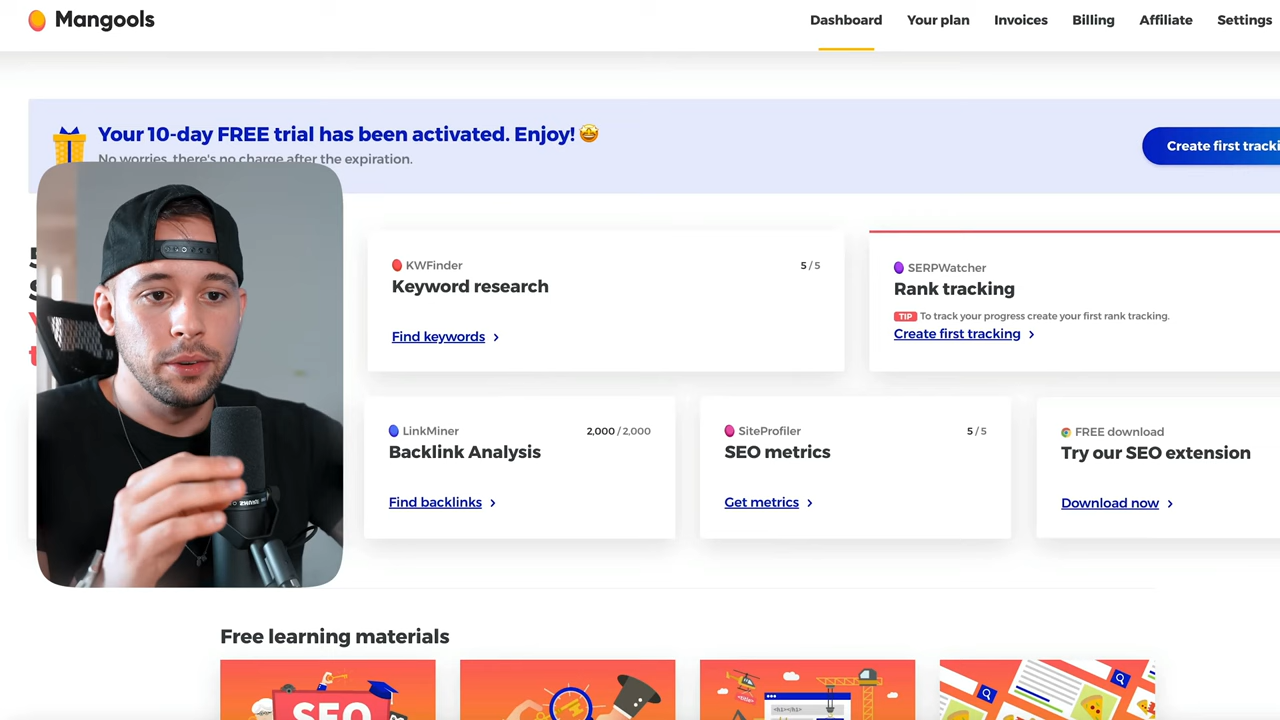 Mangools
Dashboard
Your plan
Invoices
Billing
Affiliate
Settings
Your 10-day FREE trial has been activated. Enjoy!
No worries, there's no charge after the expiration.
Create first
KWFinder
5 / 5
Keyword research
Find keywords
SERPWatcher
Rank tracking
TIP To track your progress create your first rank tracking.
Create first tracking
LinkMiner
2,000 / 2,000
Backlink Analysis
Find backlinks
SiteProfiler
5 / 5
SEO metrics
Get metrics
FREE download
Try our SEO extension
Download now
Free learning materials
SEO